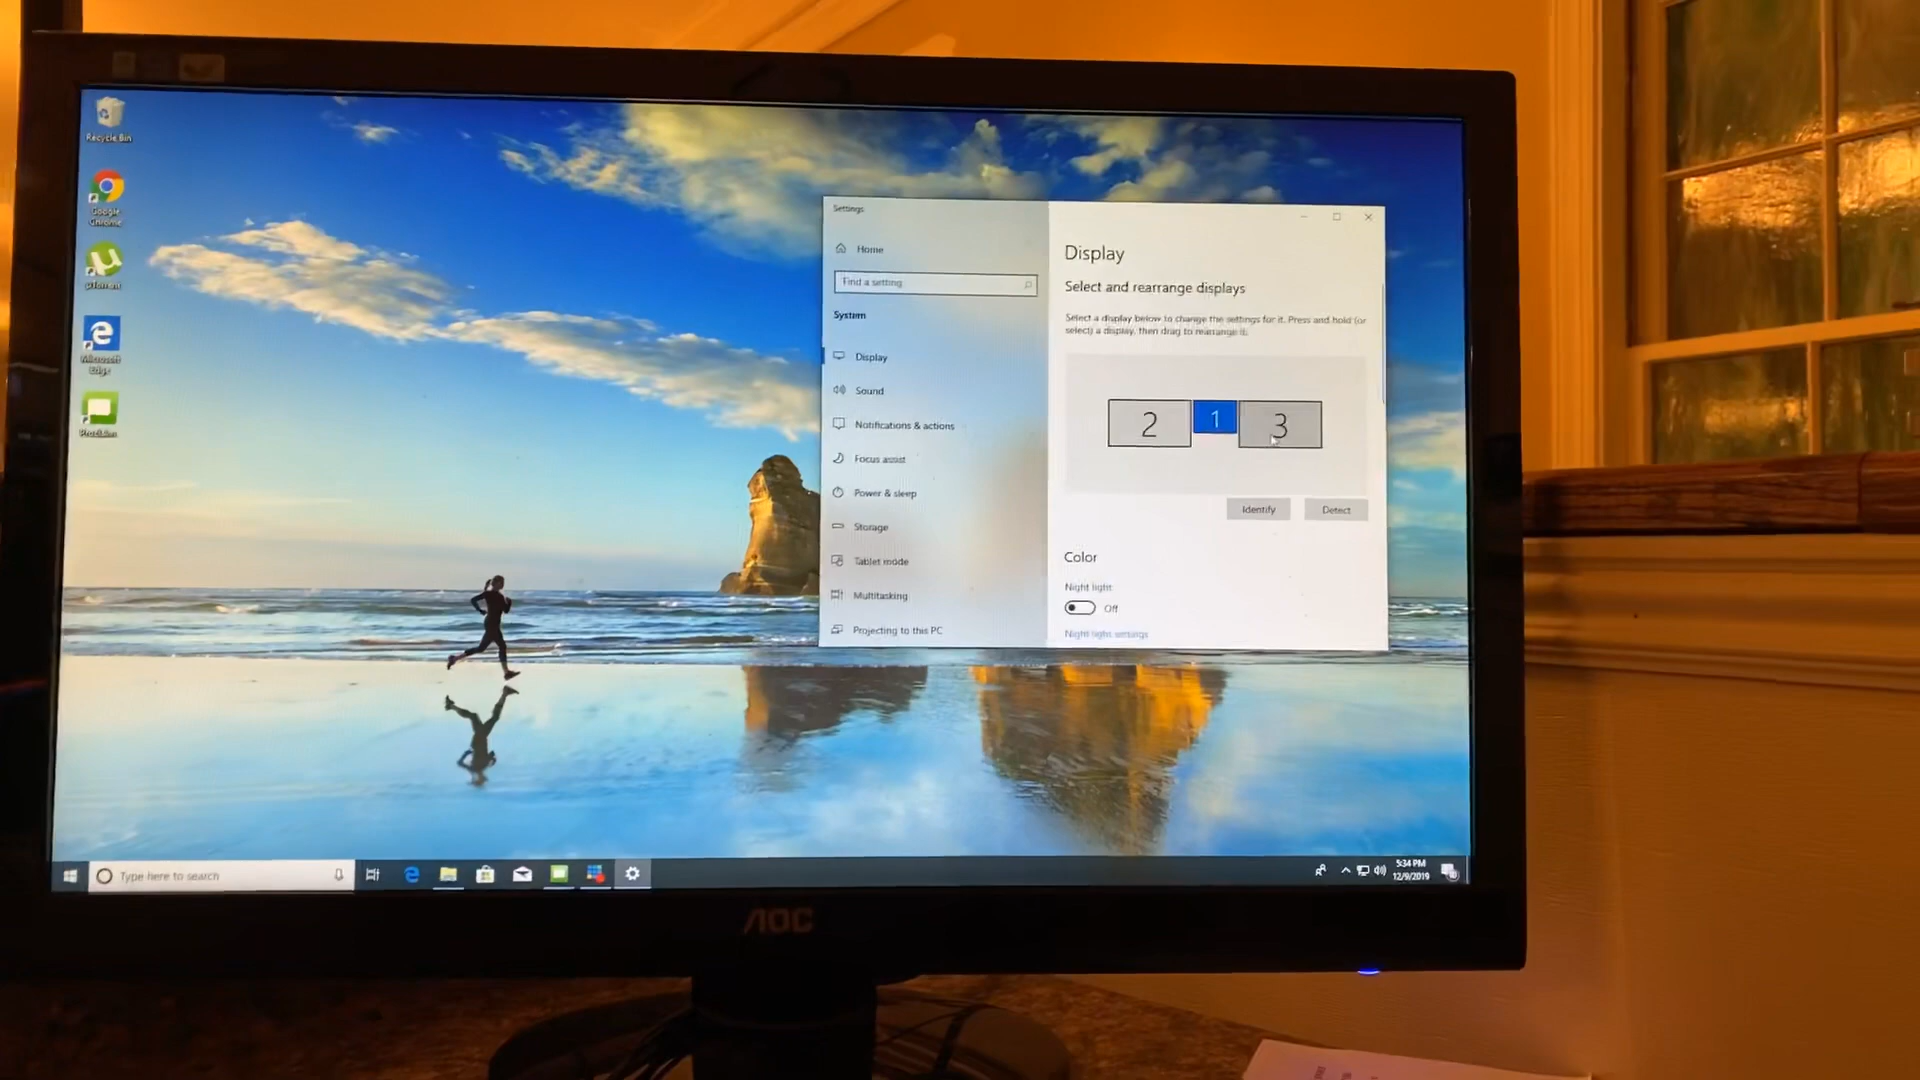 Recycle Bin
Google
Chrome
µTorrent
Microsoft
Edge
Settings
Home
Find a setting
System
Display
Sound
Notifications & actions
Focus assist
Power & sleep
Storage
Tablet mode
Multitasking
Projecting to this PC
Display
Select and rearrange displays
Select a display below to change the settings for it. Press and hold (or
select) a display, then drag to rearrange it.
2
1
3
Identify
Detect
Color
Night light
Off
Night light settings
Type here to search
5:34 PM
12/9/2019
AOC